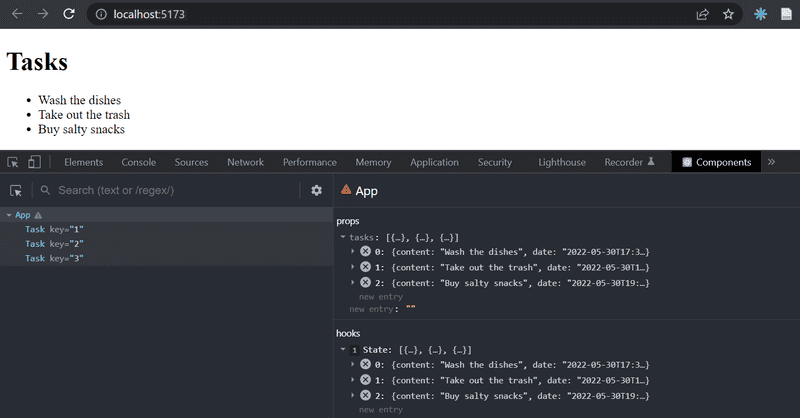 localhost:5173
Tasks
• Wash the dishes
• Take out the trash
• Buy salty snacks
Elements Console Sources Network Performance Memory Application Security Lighthouse Recorder Components »
Search (text or /regex/)
App
Task key="1"
Task key="2"
Task key="3"
App
props
tasks: [{…}, {…}, {…}]
0: {content: "Wash the dishes", date: "2022-05-30T17:3…}
1: {content: "Take out the trash", date: "2022-05-30T1…}
2: {content: "Buy salty snacks", date: "2022-05-30T19:…}
new entry
new entry: ""
hooks
1 State: [{…}, {…}, {…}]
0: {content: "Wash the dishes", date: "2022-05-30T17:3…}
1: {content: "Take out the trash", date: "2022-05-30T1…}
2: {content: "Buy salty snacks", date: "2022-05-30T19:…}
new entry